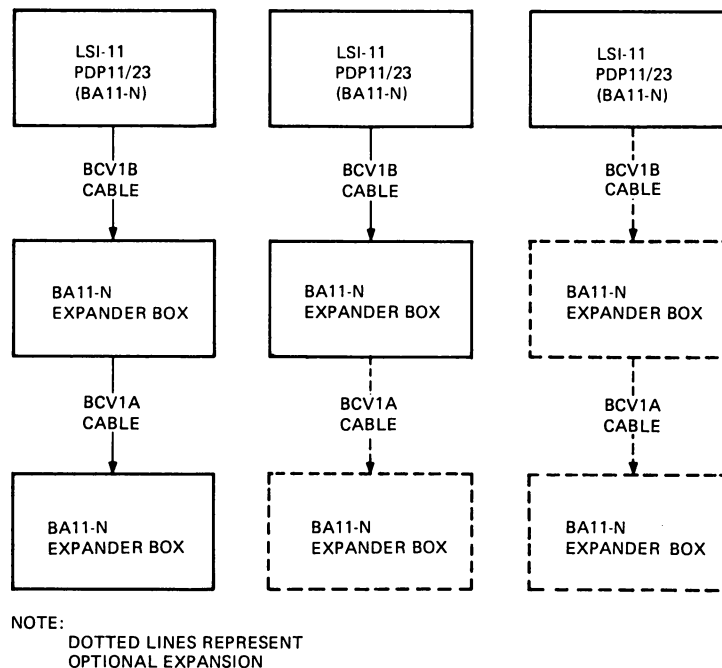 LSI-11
PDP11/23
(BA11-N)
BCV1B
CABLE
BA11-N
EXPANDER BOX
BCV1A
CABLE
BA11-N
EXPANDER BOX
LSI-11
PDP11/23
(BA11-N)
BCV1B
CABLE
BA11-N
EXPANDER BOX
BCV1A
CABLE
BA11-N
EXPANDER BOX
LSI-11
PDP11/23
(BA11-N)
BCV1B
CABLE
BA11-N
EXPANDER BOX
BCV1A
CABLE
BA11-N
EXPANDER BOX
NOTE:
DOTTED LINES REPRESENT
OPTIONAL EXPANSION